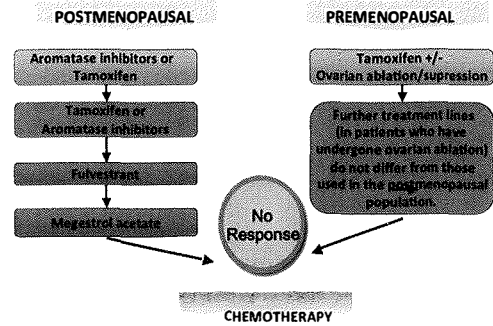 POSTMENOPAUSAL
Aromatase inhibitors or
Tamoxifen
Tamoxifen or
Aromatase inhibitors
Fulvestrant
Megestrol acetate
PREMENOPAUSAL
Tamoxifen +/-
Ovarian ablation/supression
Further treatment lines
(in patients who have
undergone ovarian ablation)
do not differ from those
used in the postmenopausal
population.
No
Response
CHEMOTHERAPY